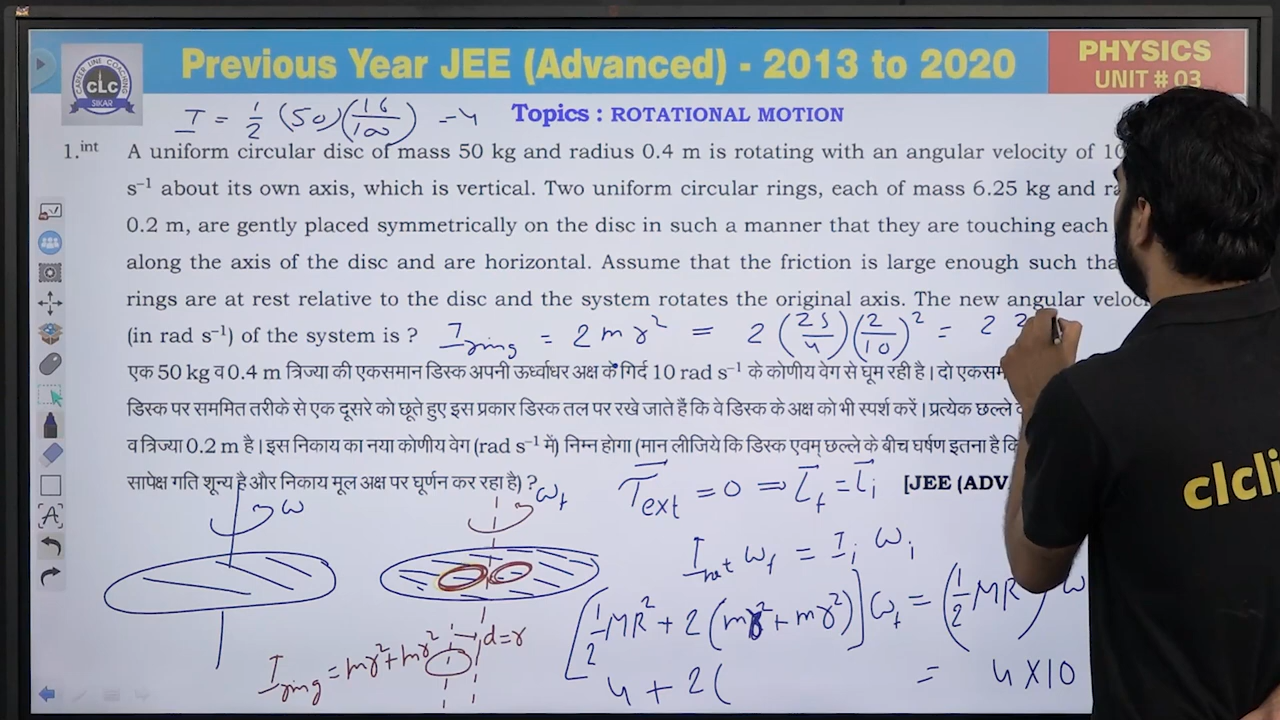 Previous Year JEE (Advanced) - 2013 to 2020
PHYSICS
UNIT # 03
CAREER LINE COACHING
CLC
SIKAR
I = 1/2 (50)(16/100) = 4
Topics : ROTATIONAL MOTION
1.int A uniform circular disc of mass 50 kg and radius 0.4 m is rotating with an angular velocity of 10
s⁻¹ about its own axis, which is vertical. Two uniform circular rings, each of mass 6.25 kg and
0.2 m, are gently placed symmetrically on the disc in such a manner that they are touching each
along the axis of the disc and are horizontal. Assume that the friction is large enough such
rings are at rest relative to the disc and the system rotates the original axis. The new angular
(in rad s⁻¹) of the system is ? I_ring = 2mr² = 2 (25/4)(2/10)² = 2
एक 50 kg व 0.4 m त्रिज्या की एकसमान डिस्क अपनी ऊर्ध्वाधर अक्ष के गिर्द 10 rad s⁻¹ के कोणीय वेग से घूम रही है। दो
डिस्क पर सममित तरीके से एक दूसरे को छूते हुए इस प्रकार डिस्क तल पर रखे जाते हैं कि वे डिस्क के अक्ष को भी स्पर्श करें। प्रत्येक छल्ले
व त्रिज्या 0.2 m है। इस निकाय का नया कोणीय वेग (rad s⁻¹ में) निम्न होगा (मान लीजिये कि डिस्क एवम् छल्ले के बीच घर्षण इतना है कि
सापेक्ष गति शून्य है और निकाय मूल अक्ष पर घूर्णन कर रहा है) ?
[JEE (ADV
ω
ω_f
τ_ext = 0 ⇒ L_f = L_i
ω_f = I_i ω_i
[1/2 MR² + 2 (mr² + mr²)] ω_f = (1/2 MR ) ω
I_ring = mr² + mr²
d=r
4 + 2( = 4×10
clcli